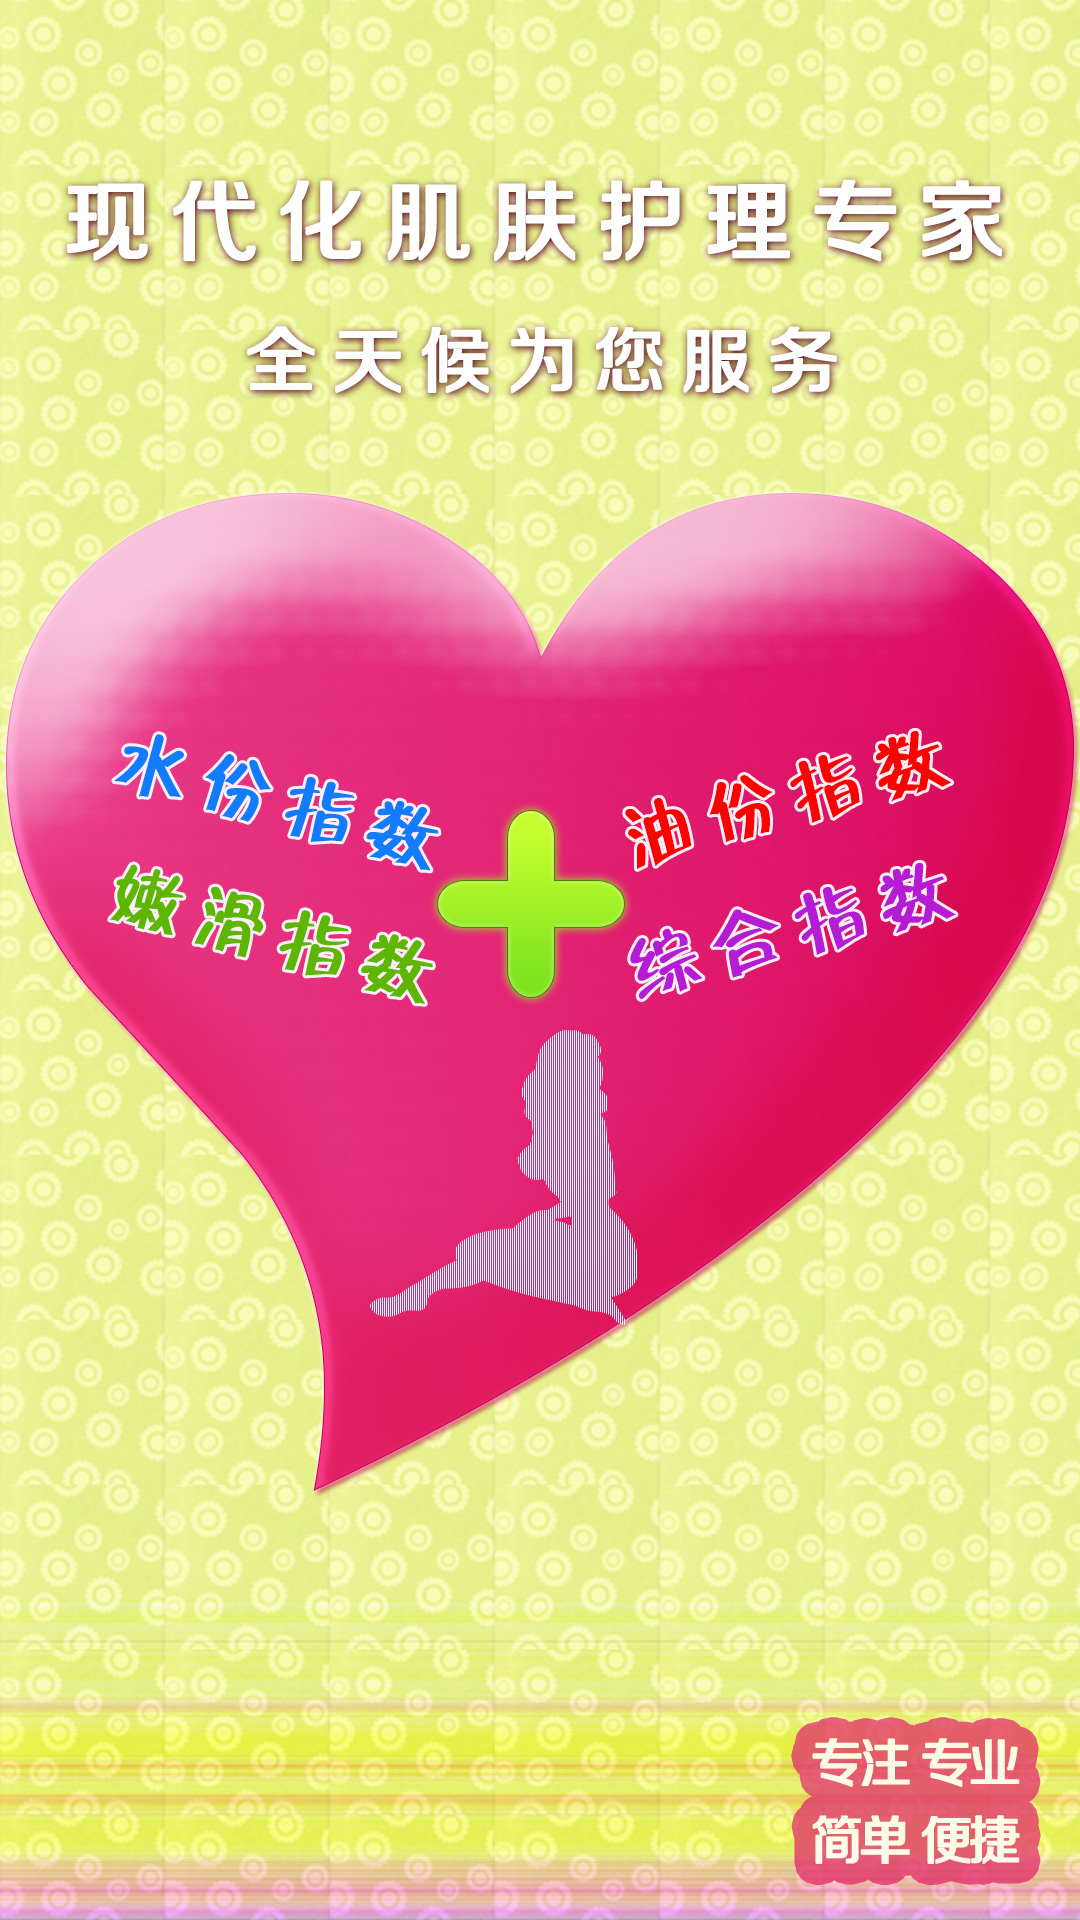 现代化肌肤护理专家
全天候为您服务
水份指数
油份指数
嫩滑指数
综合指数
专注 专业
简单 便捷